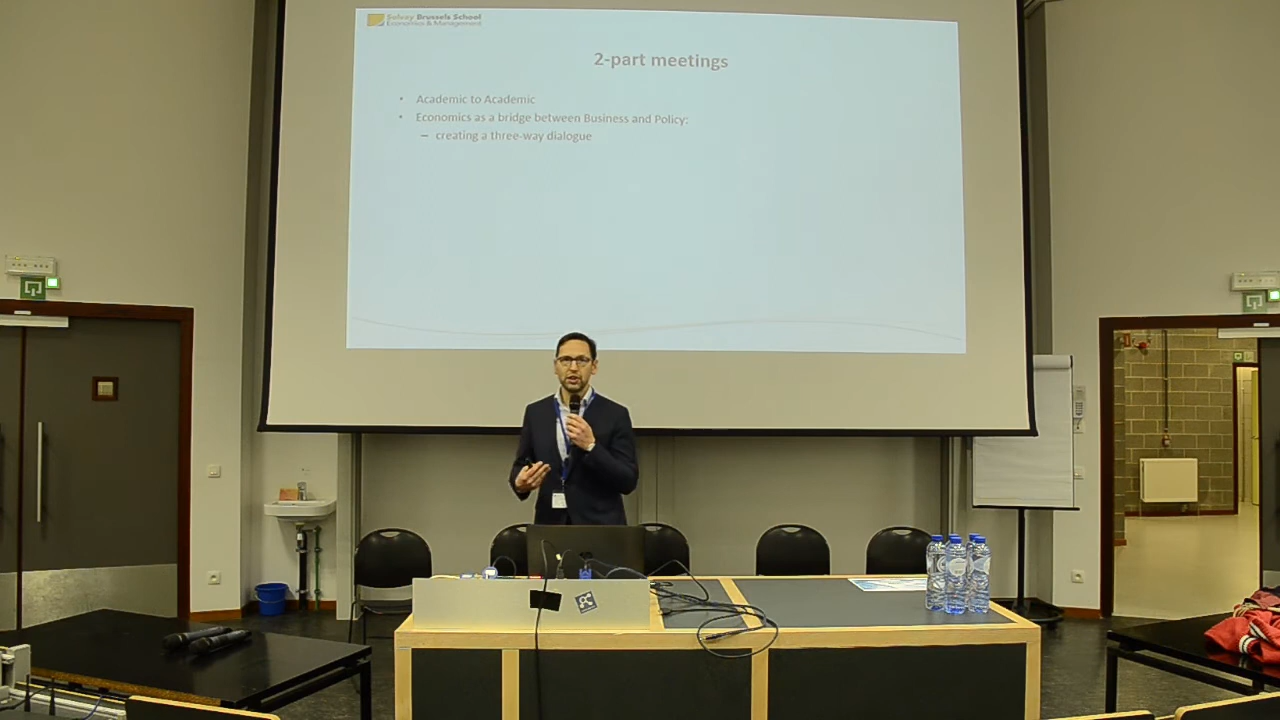 Solvay Brussels School
Economics & Management
2-part meetings
• Academic to Academic
• Economics as a bridge between Business and Policy:
– creating a three-way dialogue